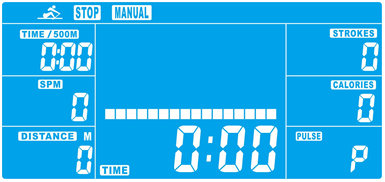 STOP MANUAL
TIME/500M
0:00
SPM
0
DISTANCE M
0
TIME 0:00
STROKES
0
CALORIES
0
PULSE
P